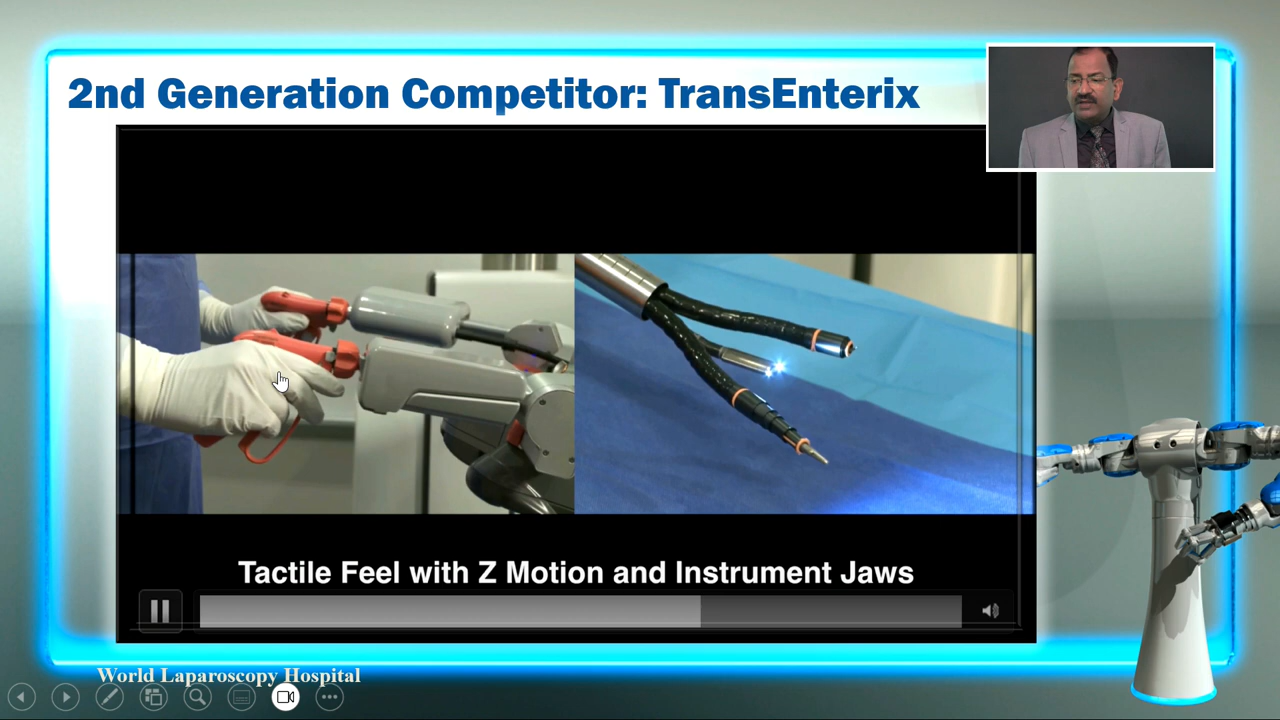 2nd Generation Competitor: TransEnterix
Tactile Feel with Z Motion and Instrument Jaws
World Laparoscopy Hospital